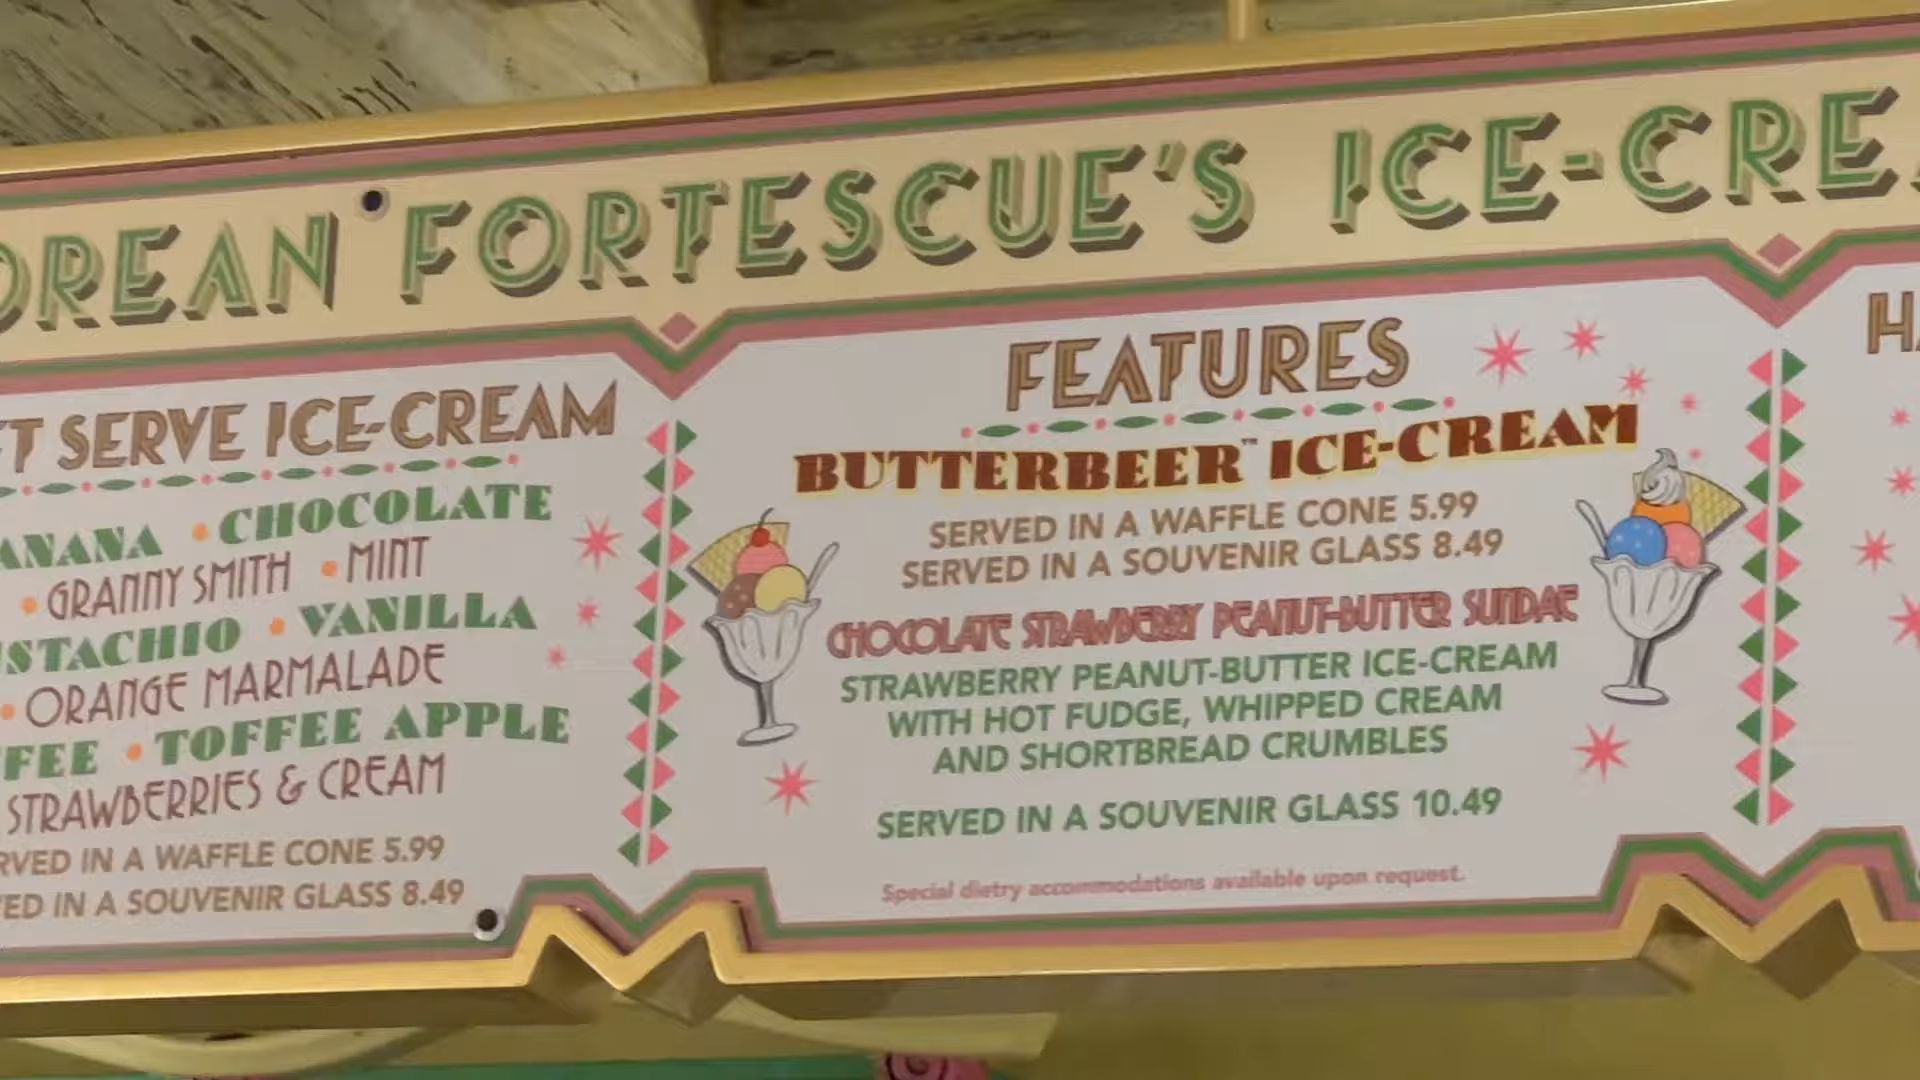 OREAN FORTESCUE'S ICE-CRE
FT SERVE ICE-CREAM
ANANA • CHOCOLATE
• GRANNY SMITH • MINT
ISTACHIO • VANILLA
• ORANGE MARMALADE
FFEE • TOFFEE APPLE
STRAWBERRIES & CREAM
RVED IN A WAFFLE CONE 5.99
VED IN A SOUVENIR GLASS 8.49
FEATURES
BUTTERBEER™ ICE-CREAM
SERVED IN A WAFFLE CONE 5.99
SERVED IN A SOUVENIR GLASS 8.49
CHOCOLATE STRAWBERRY PEANUT-BUTTER SUNDAE
STRAWBERRY PEANUT-BUTTER ICE-CREAM
WITH HOT FUDGE, WHIPPED CREAM
AND SHORTBREAD CRUMBLES
SERVED IN A SOUVENIR GLASS 10.49
Special dietry accommodations available upon request.
HA